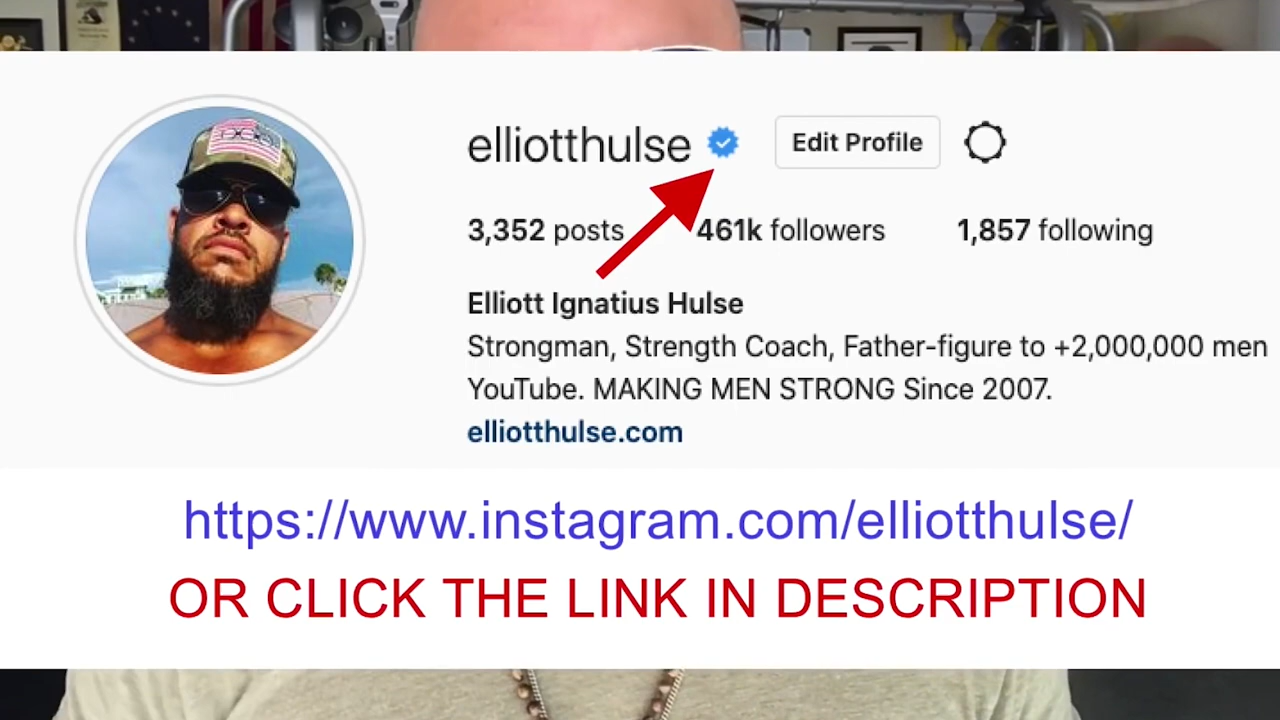 elliotthulse Edit Profile
3,352 posts 461k followers 1,857 following
Elliott Ignatius Hulse
Strongman, Strength Coach, Father-figure to +2,000,000 men
YouTube. MAKING MEN STRONG Since 2007.
elliotthulse.com
https://www.instagram.com/elliotthulse/
OR CLICK THE LINK IN DESCRIPTION